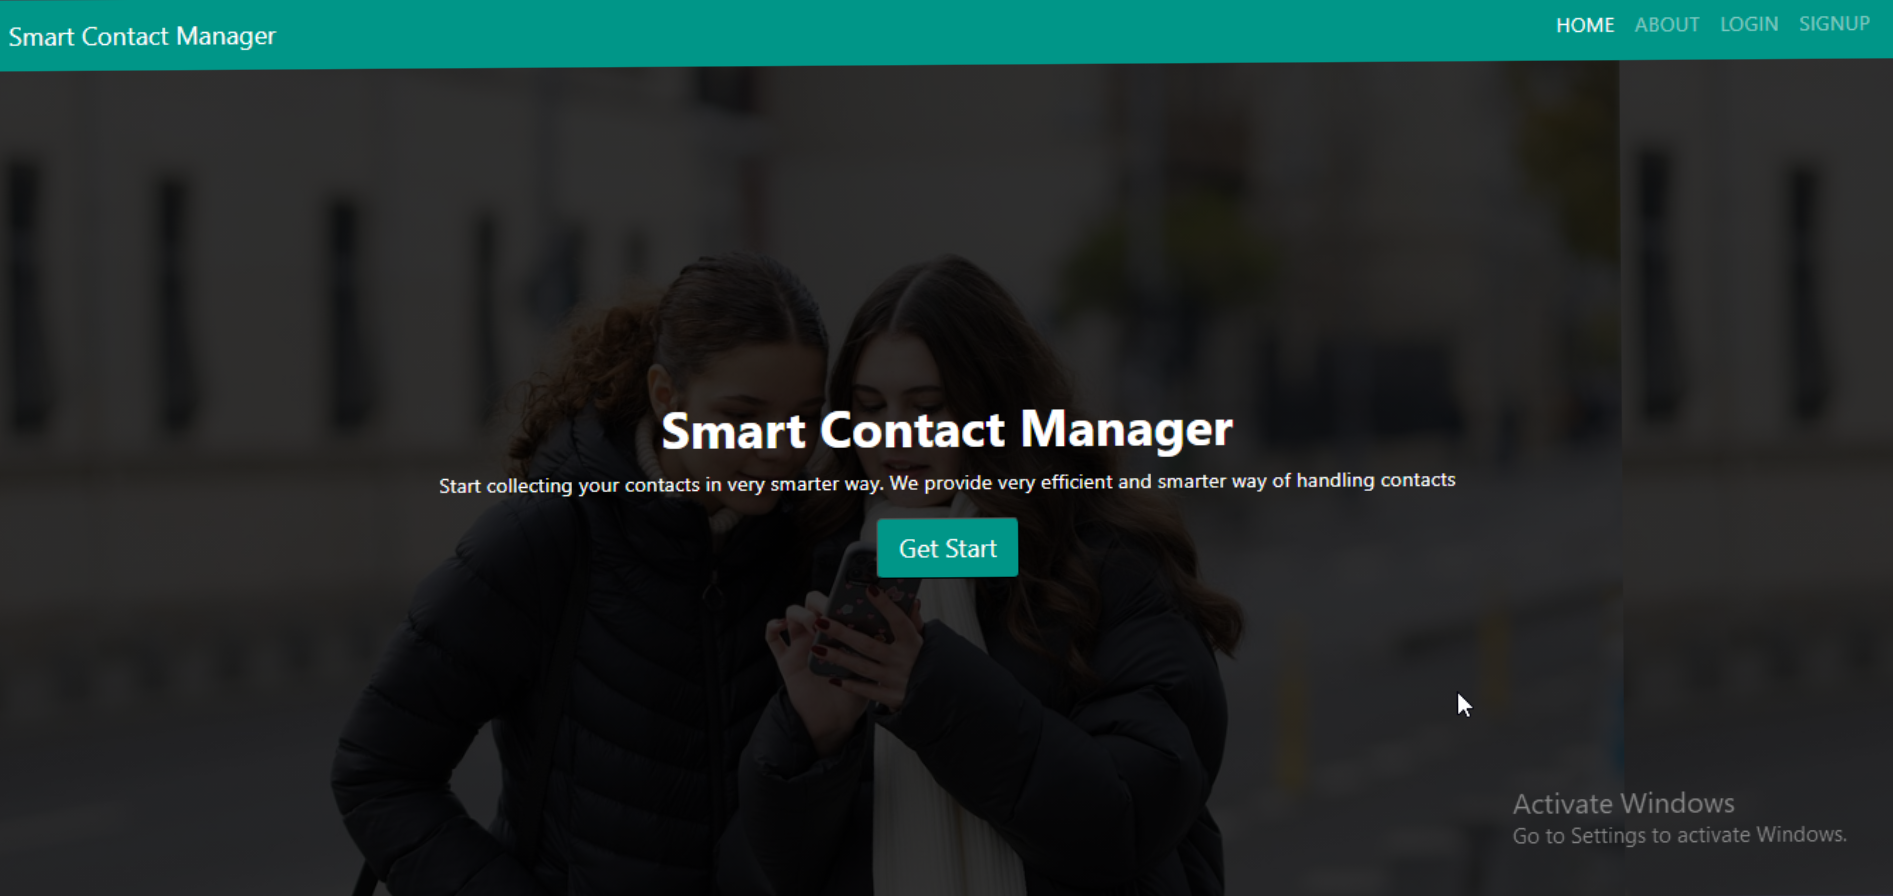 Smart Contact Manager
HOME ABOUT LOGIN SIGNUP
Smart Contact Manager
Start collecting your contacts in very smarter way. We provide very efficient and smarter way of handling contacts
Get Start
Activate Windows
Go to Settings to activate Windows.